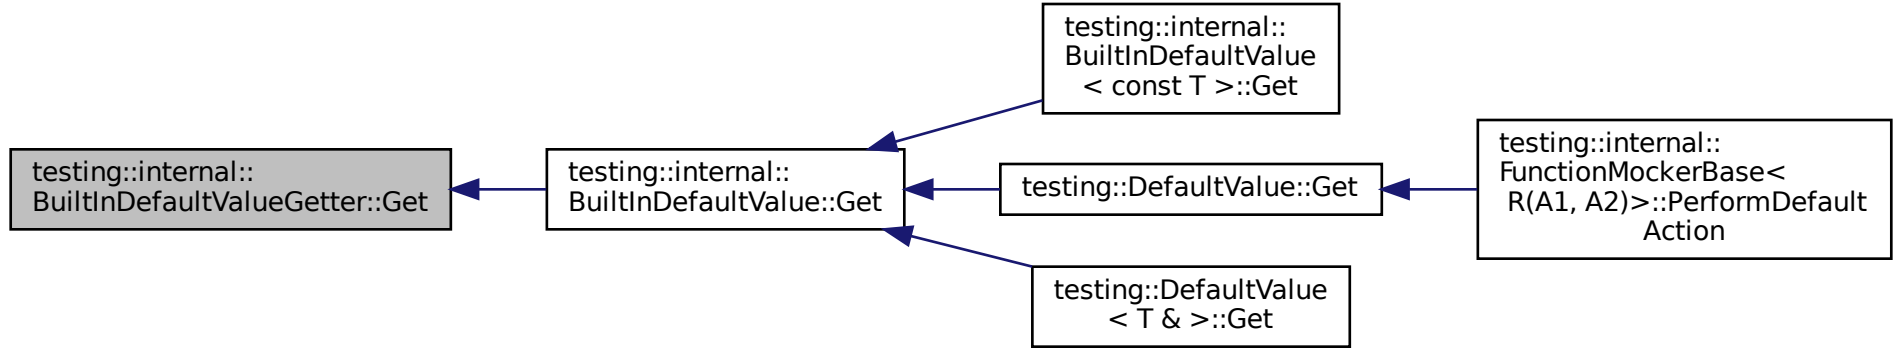 testing::internal::
BuiltInDefaultValueGetter::Get
testing::internal::
BuiltInDefaultValue::Get
testing::internal::
BuiltInDefaultValue
< const T >::Get
testing::DefaultValue::Get
testing::DefaultValue
< T & >::Get
testing::internal::
FunctionMockerBase<
R(A1, A2)>::PerformDefault
Action